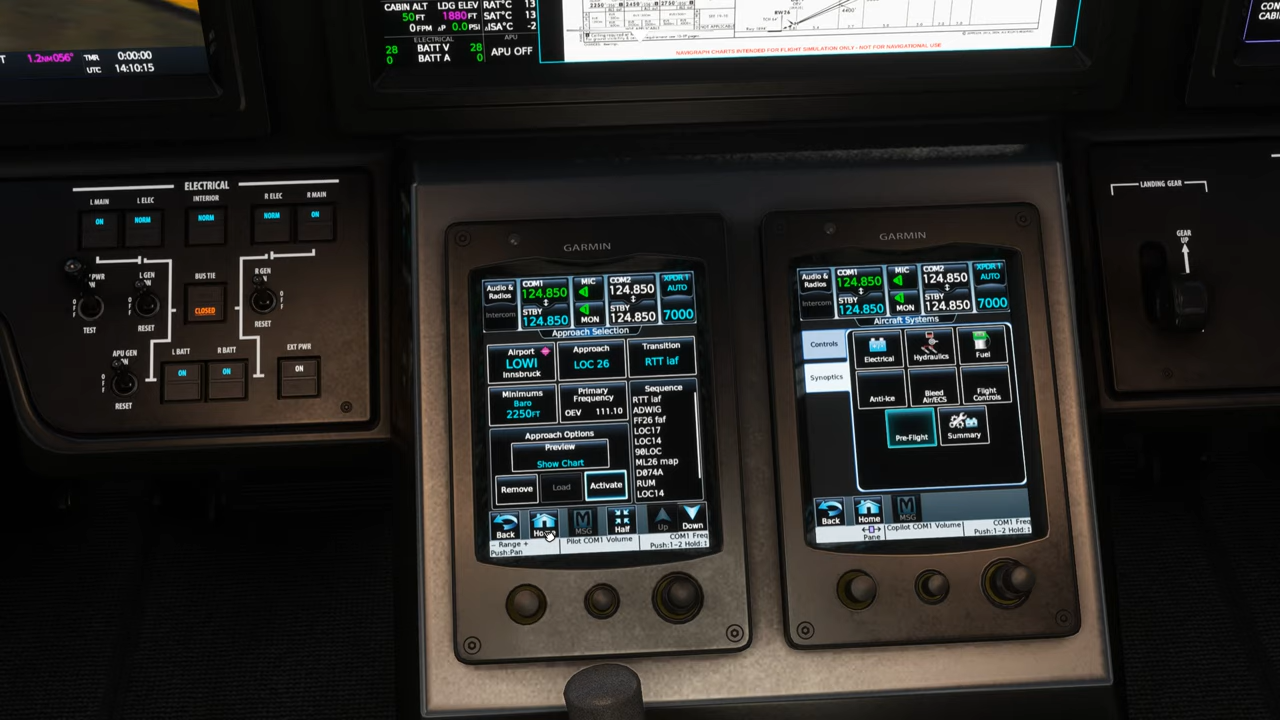 CABIN ALT
50FT
LDG ELEV
1880FT
0FPM
ΔP 0.0PSI
RAT°C 13
SAT°C 13
ISA°C -2
ELECTRICAL
28 BATT V 28
0 BATT A 0
APU
APU OFF
NAVIGRAPH CHARTS INTENDED FOR FLIGHT SIMULATION ONLY - NOT FOR NAVIGATIONAL USE
T 1.2NM 056°
TMR 00:00
UTC 14:10:15
CABI
ELECTRICAL
L MAIN
L ELEC
INTERIOR
R ELEC
R MAIN
ON
NORM
NORM
NORM
ON
L GEN
BUS TIE
R GEN
CLOSED
OFF
TEST
RESET
RESET
APU GEN
OFF
RESET
L BATT
R BATT
EXT PWR
ON
ON
ON
GARMIN
Audio & Radios
Intercom
COM1
124.850
STBY
124.850
MIC
MON
COM2
124.850
124.850
XPDR1
AUTO
7000
Approach Selection
Airport
LOWI
Innsbruck
Approach
LOC 26
Transition
RTT iaf
Minimums
Baro
2250FT
Primary Frequency
OEV 111.10
Sequence
RTT iaf
ADWIG
FF26 faf
LOC17
LOC14
90LOC
ML26 map
D074A
RUM
LOC14
Approach Options
Preview
Show Chart
Remove
Load
Activate
Back
Home
MSG
Half
Up
Down
- Range +
Push:Pan
Pilot COM1 Volume
COM1 Freq
Push:1-2 Hold:↕
GARMIN
Audio & Radios
Intercom
COM1
124.850
STBY
124.850
MIC
MON
COM2
124.850
124.850
XPDR1
AUTO
7000
Aircraft Systems
Controls
Synoptics
Electrical
Hydraulics
Fuel
Anti-Ice
Bleed Air/ECS
Flight Controls
Pre-Flight
Summary
Back
Home
MSG
Pane
Copilot COM1 Volume
COM1 Freq
Push:1-2 Hold:↕
LANDING GEAR
GEAR UP